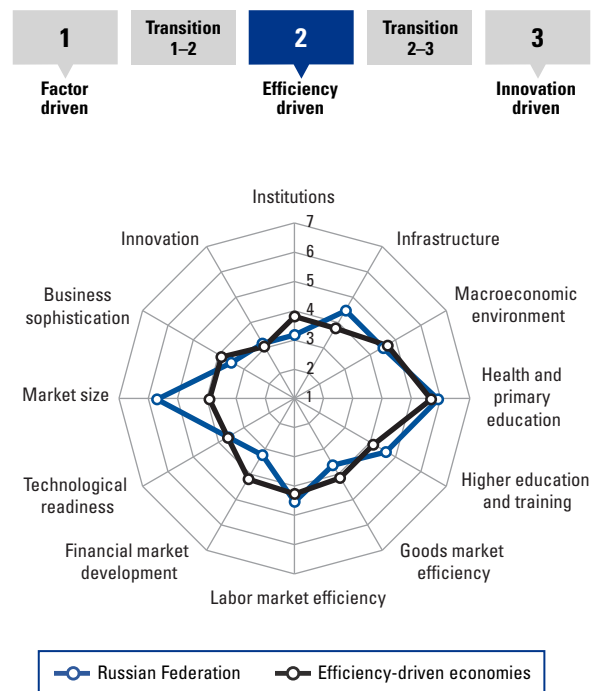 1
Transition
1–2
2
Transition
2–3
3
Factor
driven
Efficiency
driven
Innovation
driven
Institutions
7
6
5
4
3
2
1
Innovation
Infrastructure
Business
sophistication
Macroeconomic
environment
Market size
Health and
primary
education
Technological
readiness
Higher education
and training
Financial market
development
Goods market
efficiency
Labor market efficiency
Russian Federation
Efficiency-driven economies